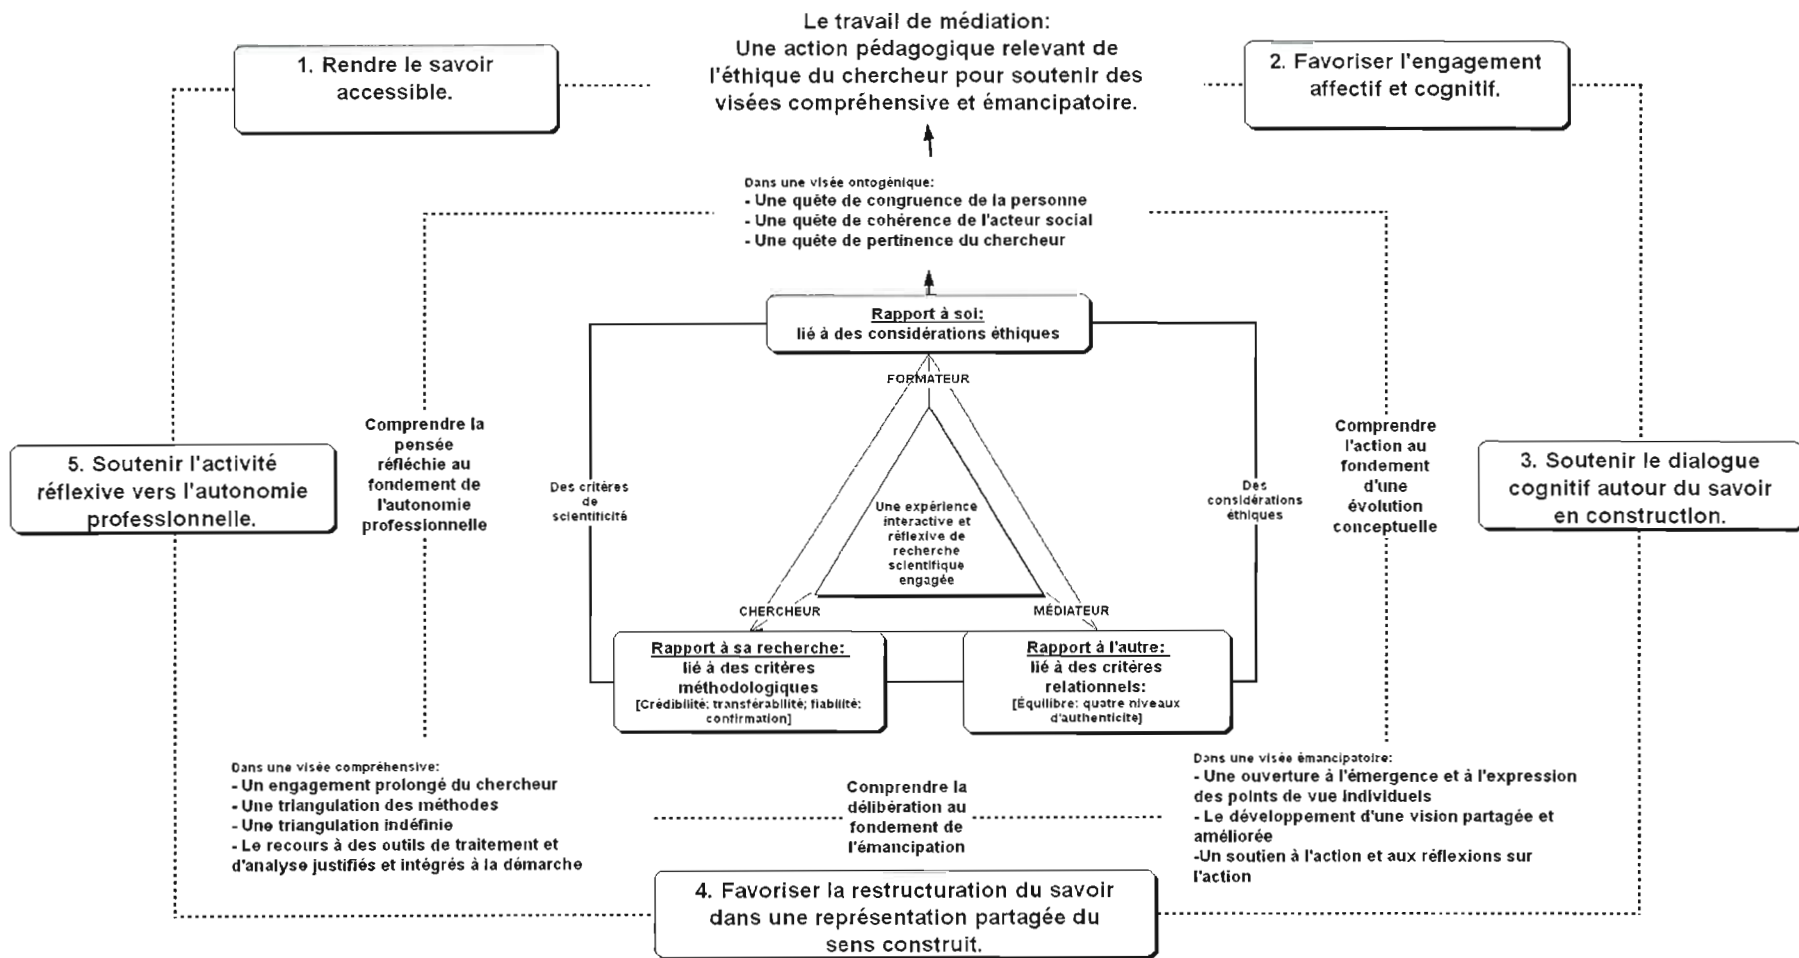 Le travail de médiation:
Une action pédagogique relevant de
l'éthique du chercheur pour soutenir des
visées compréhensive et émancipatoire.
1. Rendre le savoir
accessible.
2. Favoriser l'engagement
affectif et cognitif.
Dans une visée ontogénique:
- Une quête de congruence de la personne
- Une quête de cohérence de l'acteur social
- Une quête de pertinence du chercheur
Rapport à soi:
lié à des considérations éthiques
FORMATEUR
5. Soutenir l'activité
réflexive vers l'autonomie
professionnelle.
Comprendre la
pensée
réfléchie au
fondement de
l'autonomie
professionnelle
Des critères
de
scientificité
Une expérience
interactive et
réflexive de
recherche
scientifique
engagée
Des
considérations
éthiques
Comprendre
l'action au
fondement
d'une
évolution
conceptuelle
3. Soutenir le dialogue
cognitif autour du savoir
en construction.
CHERCHEUR
MÉDIATEUR
Rapport à sa recherche:
lié à des critères
méthodologiques
[Crédibilité; transférabilité; fiabilité;
confirmation]
Rapport à l'autre:
lié à des critères
relationnels:
[Équilibre: quatre niveaux
d'authenticité]
Dans une visée compréhensive:
- Un engagement prolongé du chercheur
- Une triangulation des méthodes
- Une triangulation indéfinie
- Le recours à des outils de traitement et
d'analyse justifiés et intégrés à la démarche
Comprendre la
délibération au
fondement de
l'émancipation
Dans une visée émancipatoire:
- Une ouverture à l'émergence et à l'expression
des points de vue individuels
- Le développement d'une vision partagée et
améliorée
-Un soutien à l'action et aux réflexions sur
l'action
4. Favoriser la restructuration du savoir
dans une représentation partagée du
sens construit.